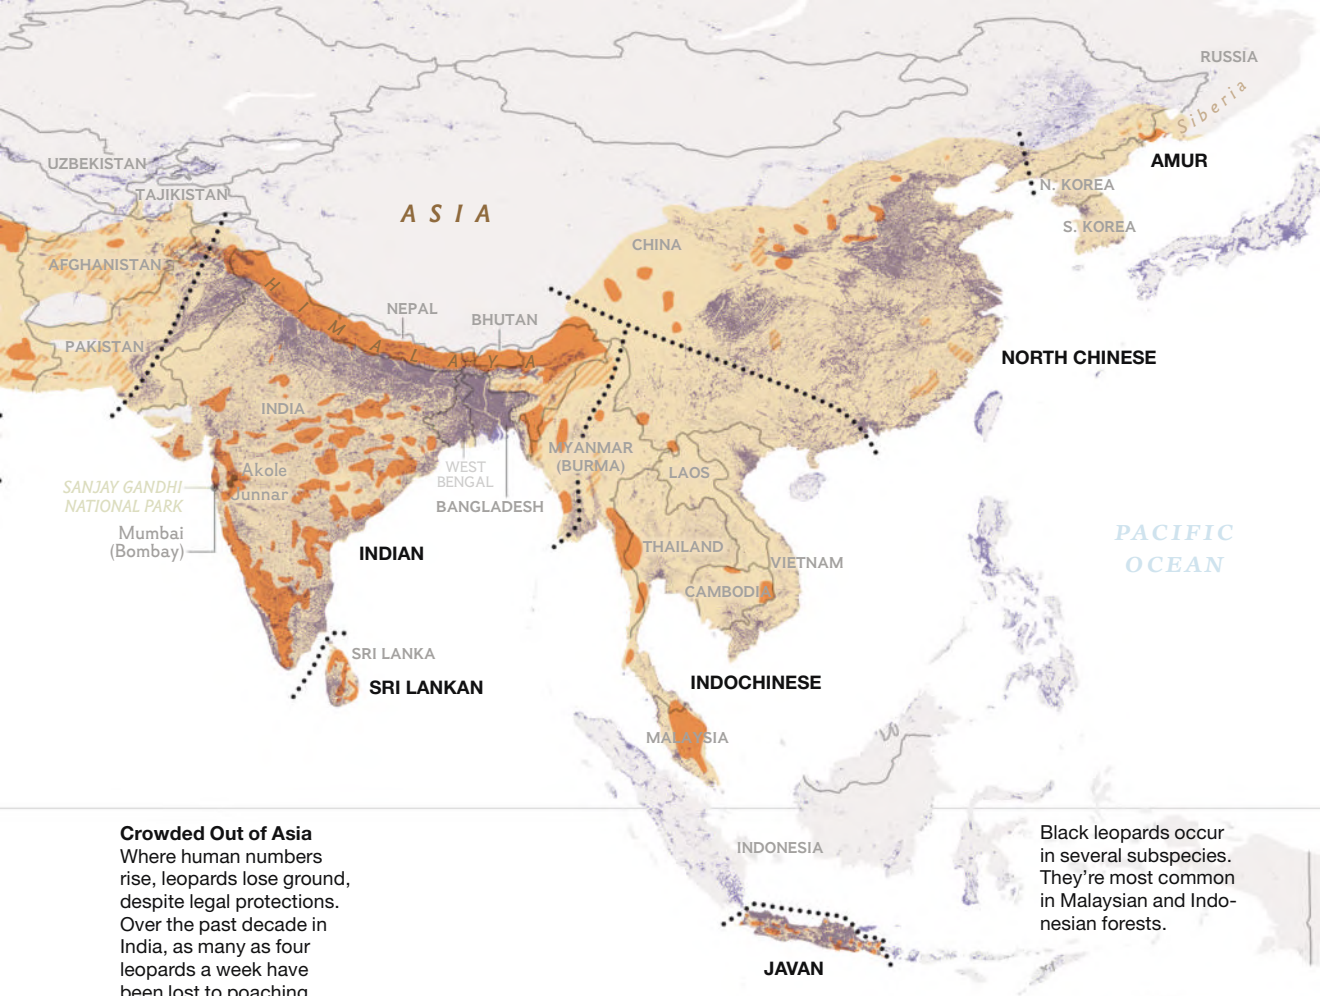 RUSSIA
Siberia
UZBEKISTAN
AMUR
TAJIKISTAN
N. KOREA
ASIA
S. KOREA
CHINA
AFGHANISTAN
HIMALAYA
NEPAL
BHUTAN
PAKISTAN
NORTH CHINESE
INDIA
MYANMAR
(BURMA)
Akole
WEST
BENGAL
LAOS
SANJAY GANDHI
NATIONAL PARK
Junnar
BANGLADESH
Mumbai
(Bombay)
PACIFIC
OCEAN
INDIAN
THAILAND
VIETNAM
CAMBODIA
SRI LANKA
SRI LANKAN
INDOCHINESE
MALAYSIA
Crowded Out of Asia
Where human numbers
rise, leopards lose ground,
despite legal protections.
Over the past decade in
India, as many as four
leopards a week have
been lost to poaching
INDONESIA
JAVAN
Black leopards occur
in several subspecies.
They're most common
in Malaysian and Indo-
nesian forests.